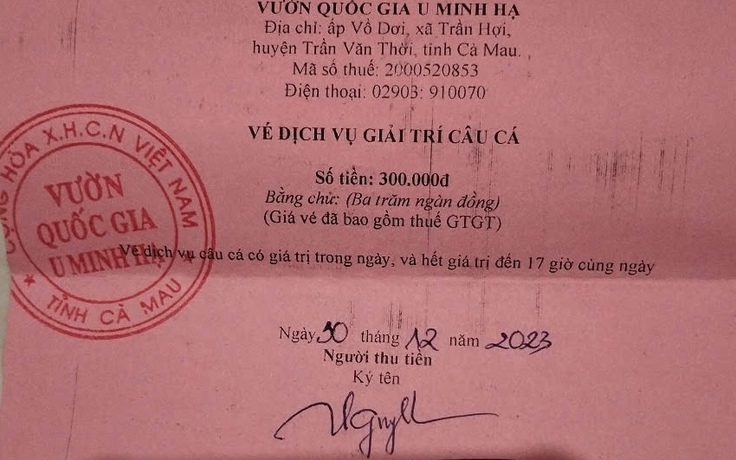 VƯỜN QUỐC GIA U MINH HẠ
Địa chỉ: ấp Vồ Dơi, xã Trần Hợi,
huyện Trần Văn Thời, tỉnh Cà Mau.
Mã số thuế: 2000520853
Điện thoại: 02903: 910070
VÉ DỊCH VỤ GIẢI TRÍ CÂU CÁ
Số tiền: 300.000đ
Bằng chữ: (Ba trăm ngàn đồng)
(Giá vé đã bao gồm thuế GTGT)
Vé dịch vụ câu cá có giá trị trong ngày, và hết giá trị đến 17 giờ cùng ngày
CỘNG HÒA X.H.C.N VIỆT NAM
VƯỜN
QUỐC GIA
U MINH HẠ
★ TỈNH CÀ MAU ★
Ngày 30 tháng 12 năm 2023
Người thu tiền
Ký tên